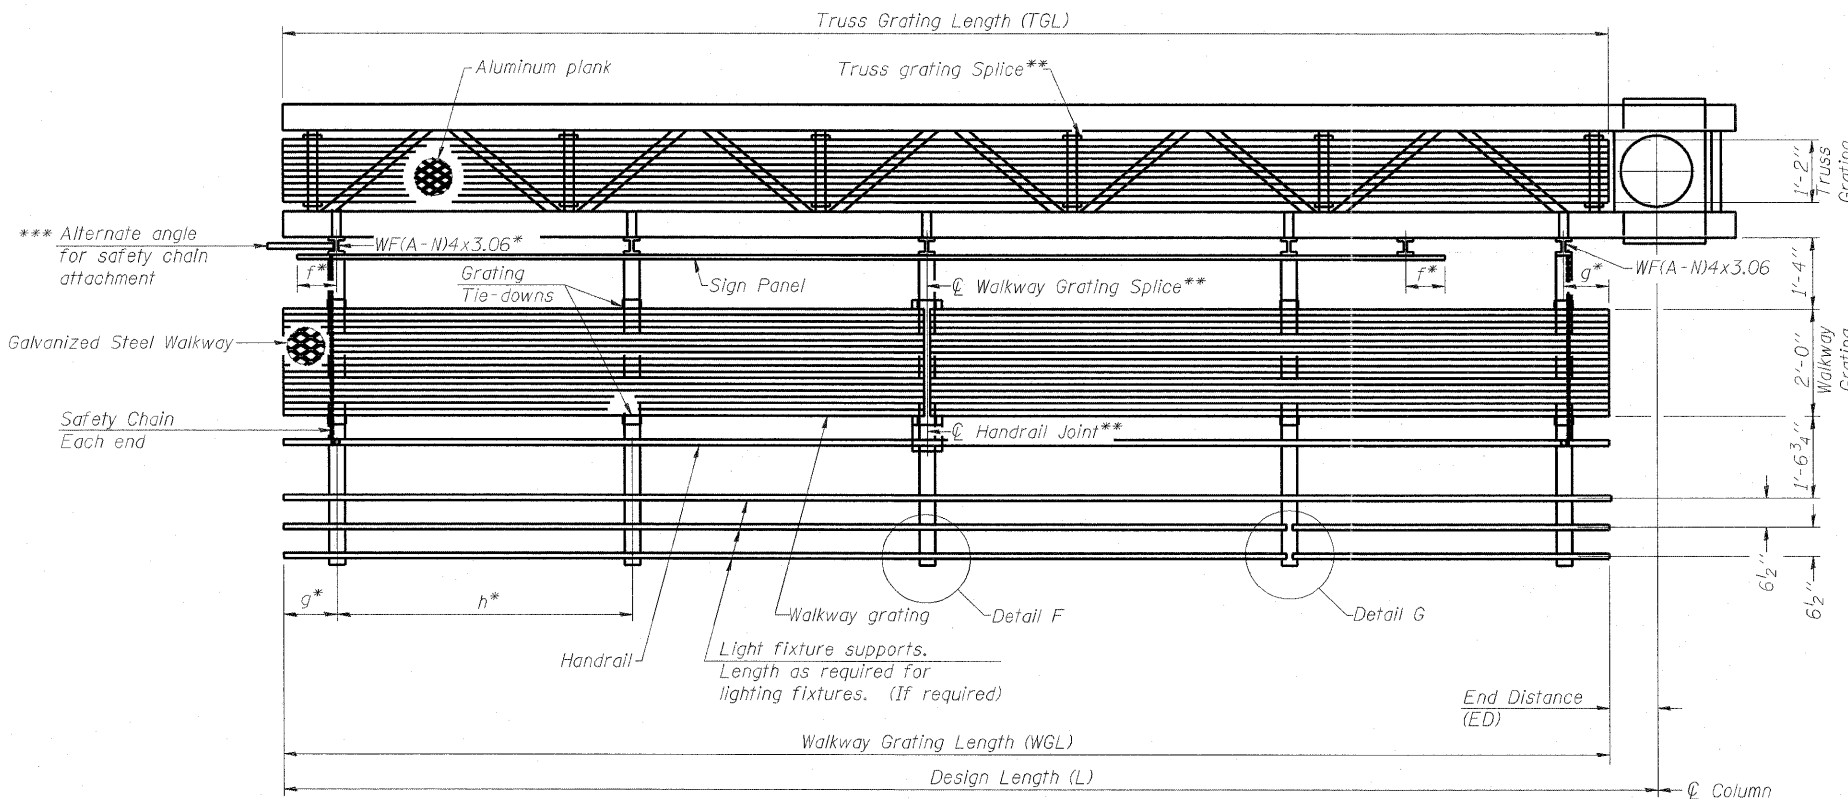 Truss Grating Length (TGL)
Aluminum plank
Truss grating Splice**
1'-2"
Truss
Grating
*** Alternate angle
for safety chain
attachment
WF(A-N)4x3.06*
f*
Grating
Tie-downs
Sign Panel
℄ Walkway Grating Splice**
f*
g*
WF(A-N)4x3.06
1'-4"
Galvanized Steel Walkway
2'-0"
Walkway
Grating
Safety Chain
Each end
℄ Handrail Joint**
1'-6¾"
6½"
6½"
g*
h*
Walkway grating
Detail F
Detail G
Handrail
Light fixture supports.
Length as required for
lighting fixtures. (If required)
End Distance
(ED)
Walkway Grating Length (WGL)
Design Length (L)
℄ Column